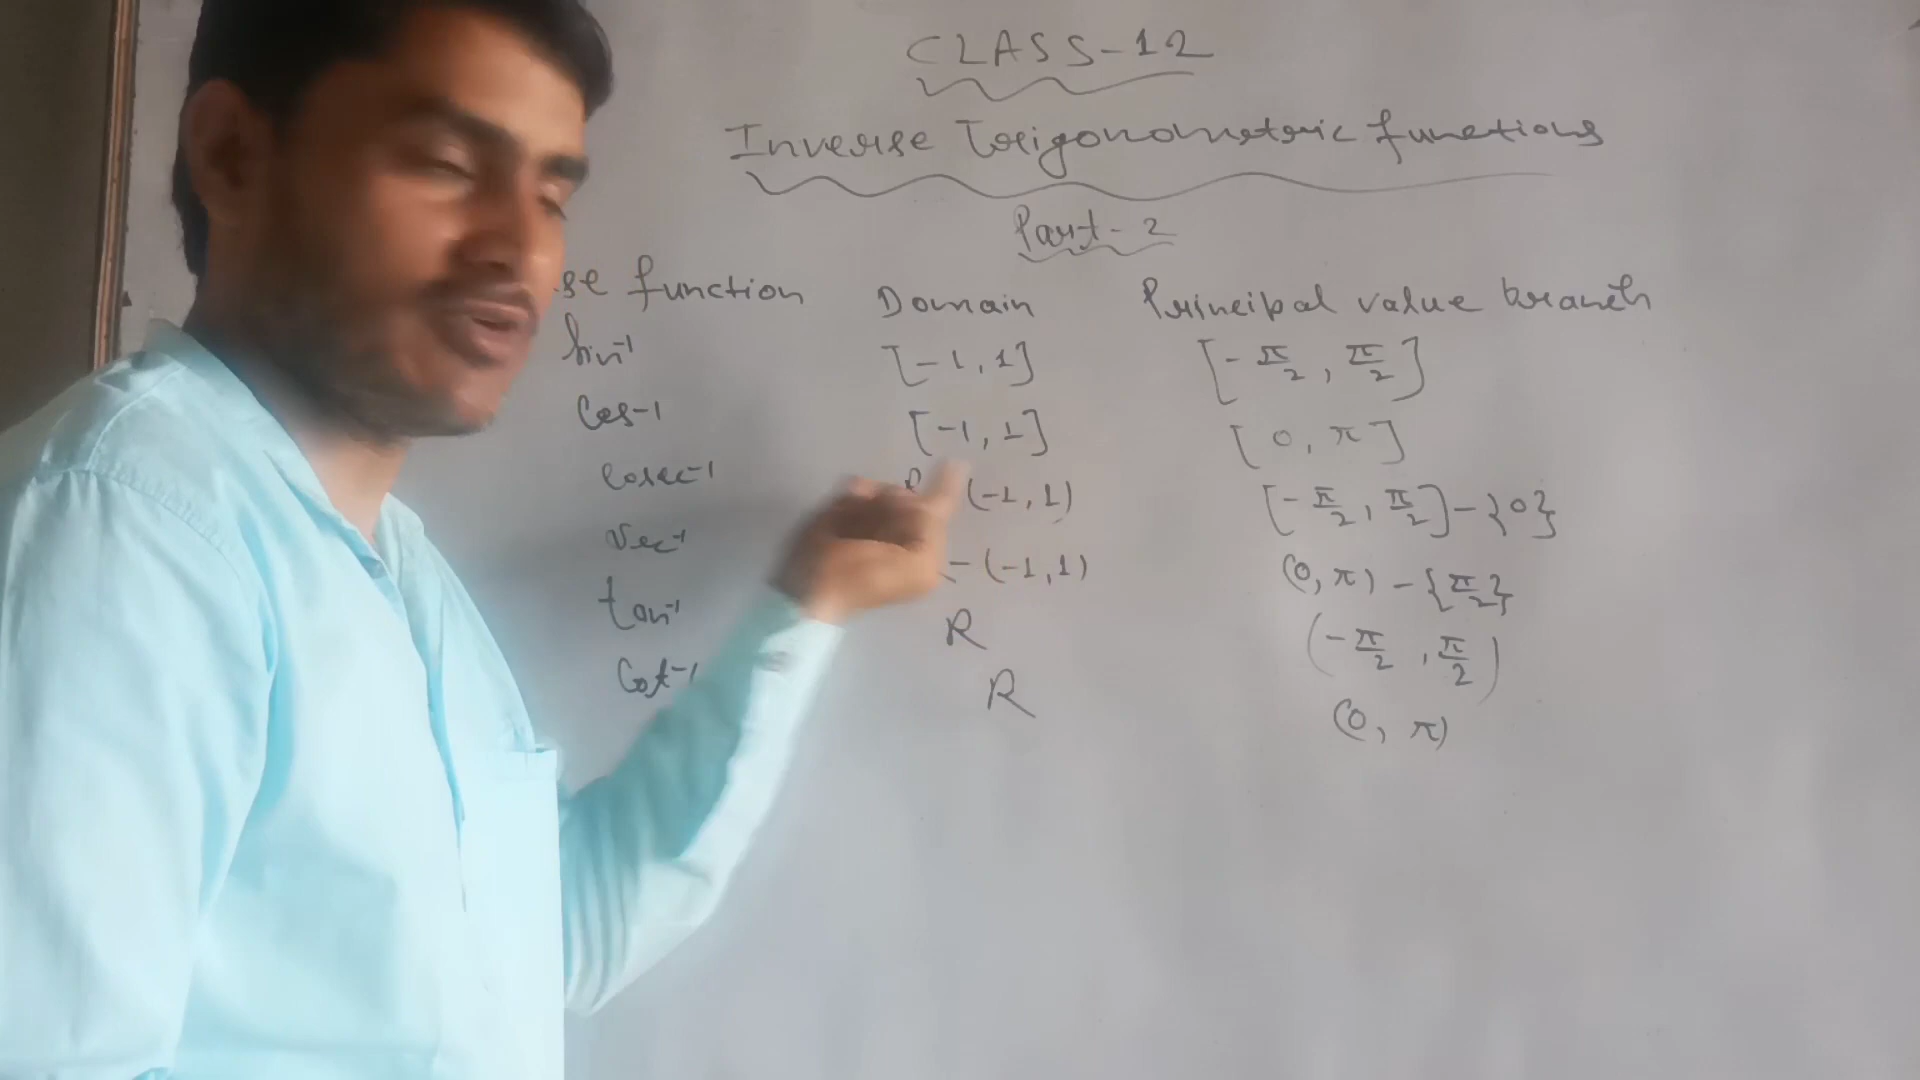 CLASS-12
Inverse Trigonometric functions
Part-2
se function Domain Principal value branch
Sin⁻¹ [-1, 1] [-π/2, π/2]
Cos⁻¹ [-1, 1] [0, π]
Cosec⁻¹ R (-1, 1) [-π/2, π/2]-{0}
Sec⁻¹ -(-1,1) (0, π) - {π/2}
tan⁻¹ R (-π/2, π/2)
Cot⁻¹ R (0, π)